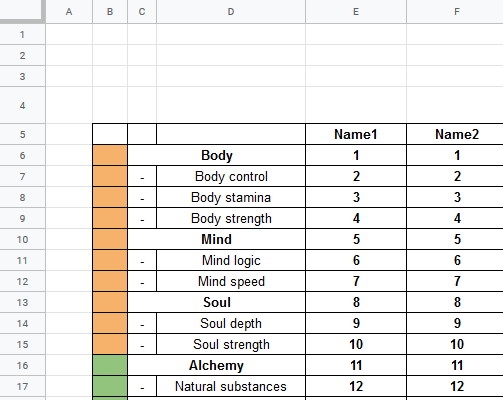 A B C D E F
1
2
3
4
5 Name1 Name2
6 Body 1 1
7 - Body control 2 2
8 - Body stamina 3 3
9 - Body strength 4 4
10 Mind 5 5
11 - Mind logic 6 6
12 - Mind speed 7 7
13 Soul 8 8
14 - Soul depth 9 9
15 - Soul strength 10 10
16 Alchemy 11 11
17 - Natural substances 12 12